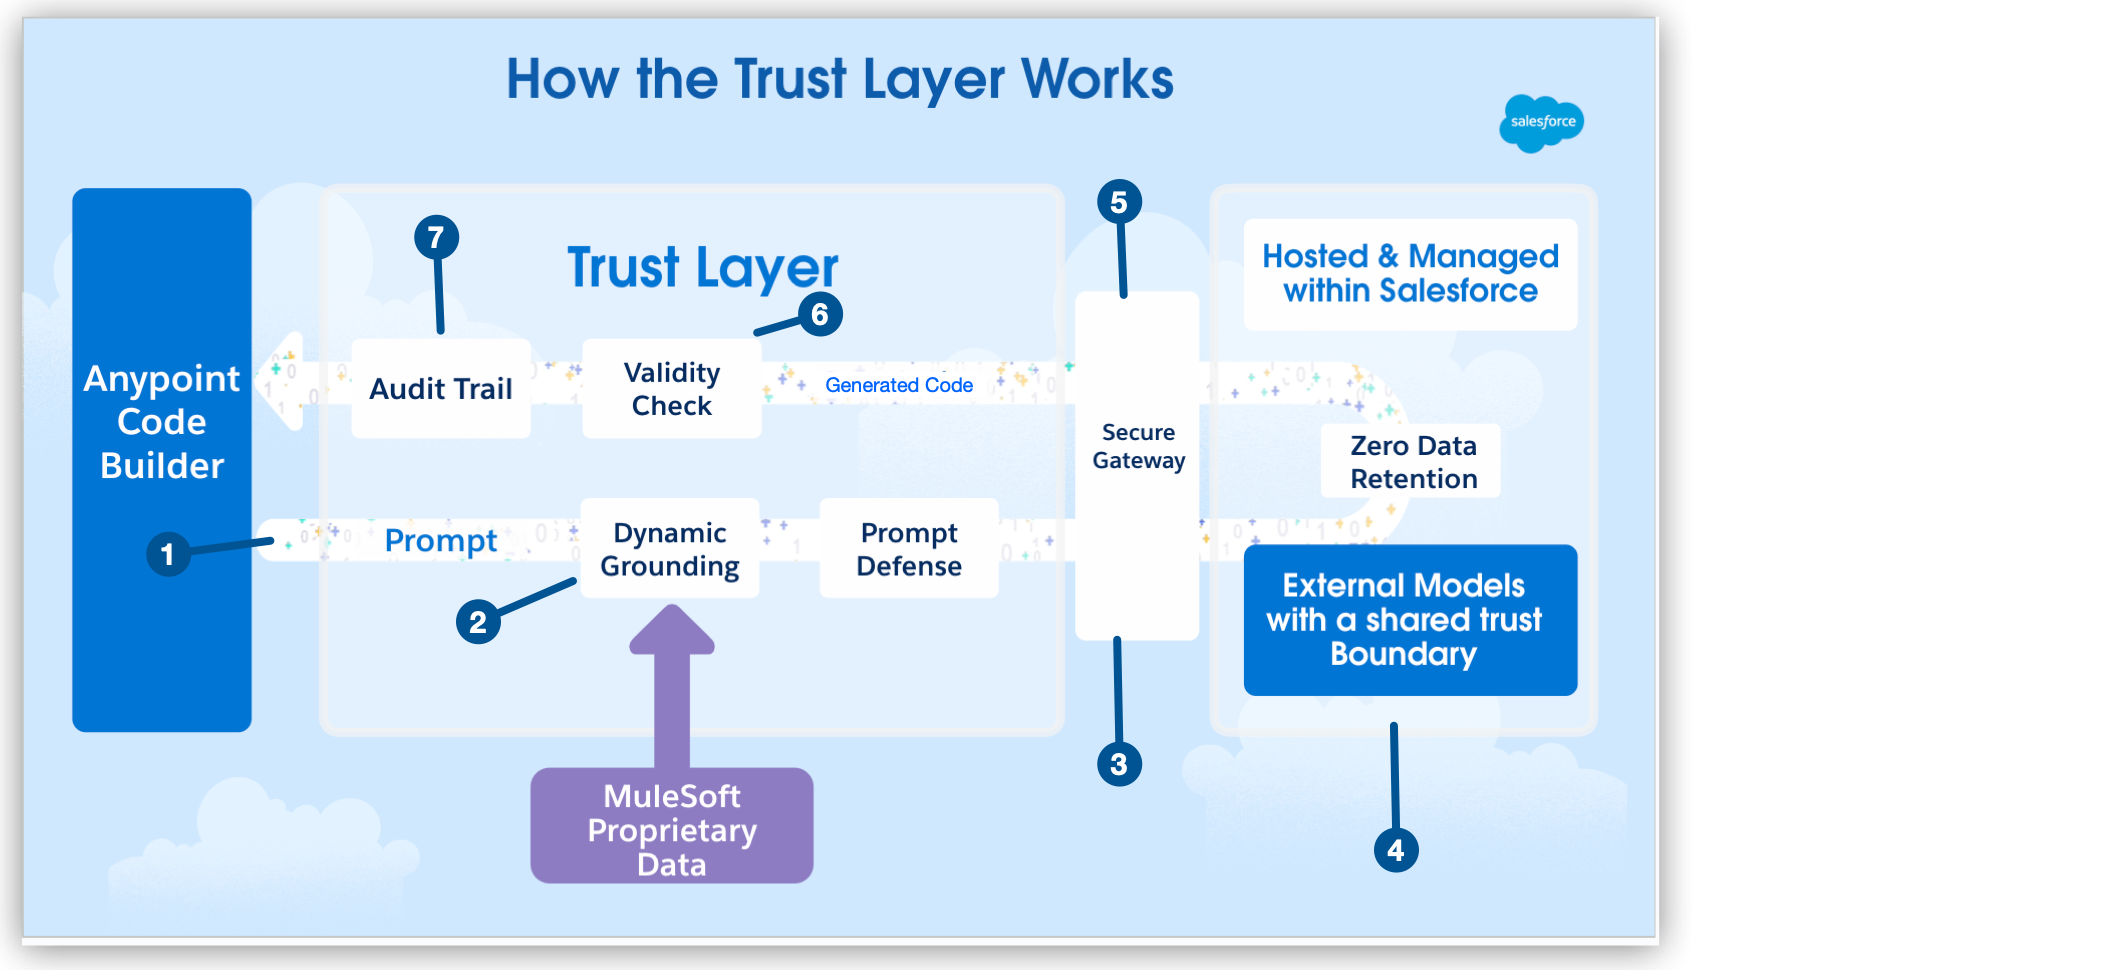 How the Trust Layer Works
salesforce
5
7
Hosted & Managed
within Salesforce
Trust Layer
6
Anypoint
Code
Builder
Audit Trail
Validity
Check
Generated Code
Secure
Gateway
Zero Data
Retention
1
Prompt
Dynamic
Grounding
Prompt
Defense
2
External Models
with a shared trust
Boundary
3
MuleSoft
Proprietary
Data
4